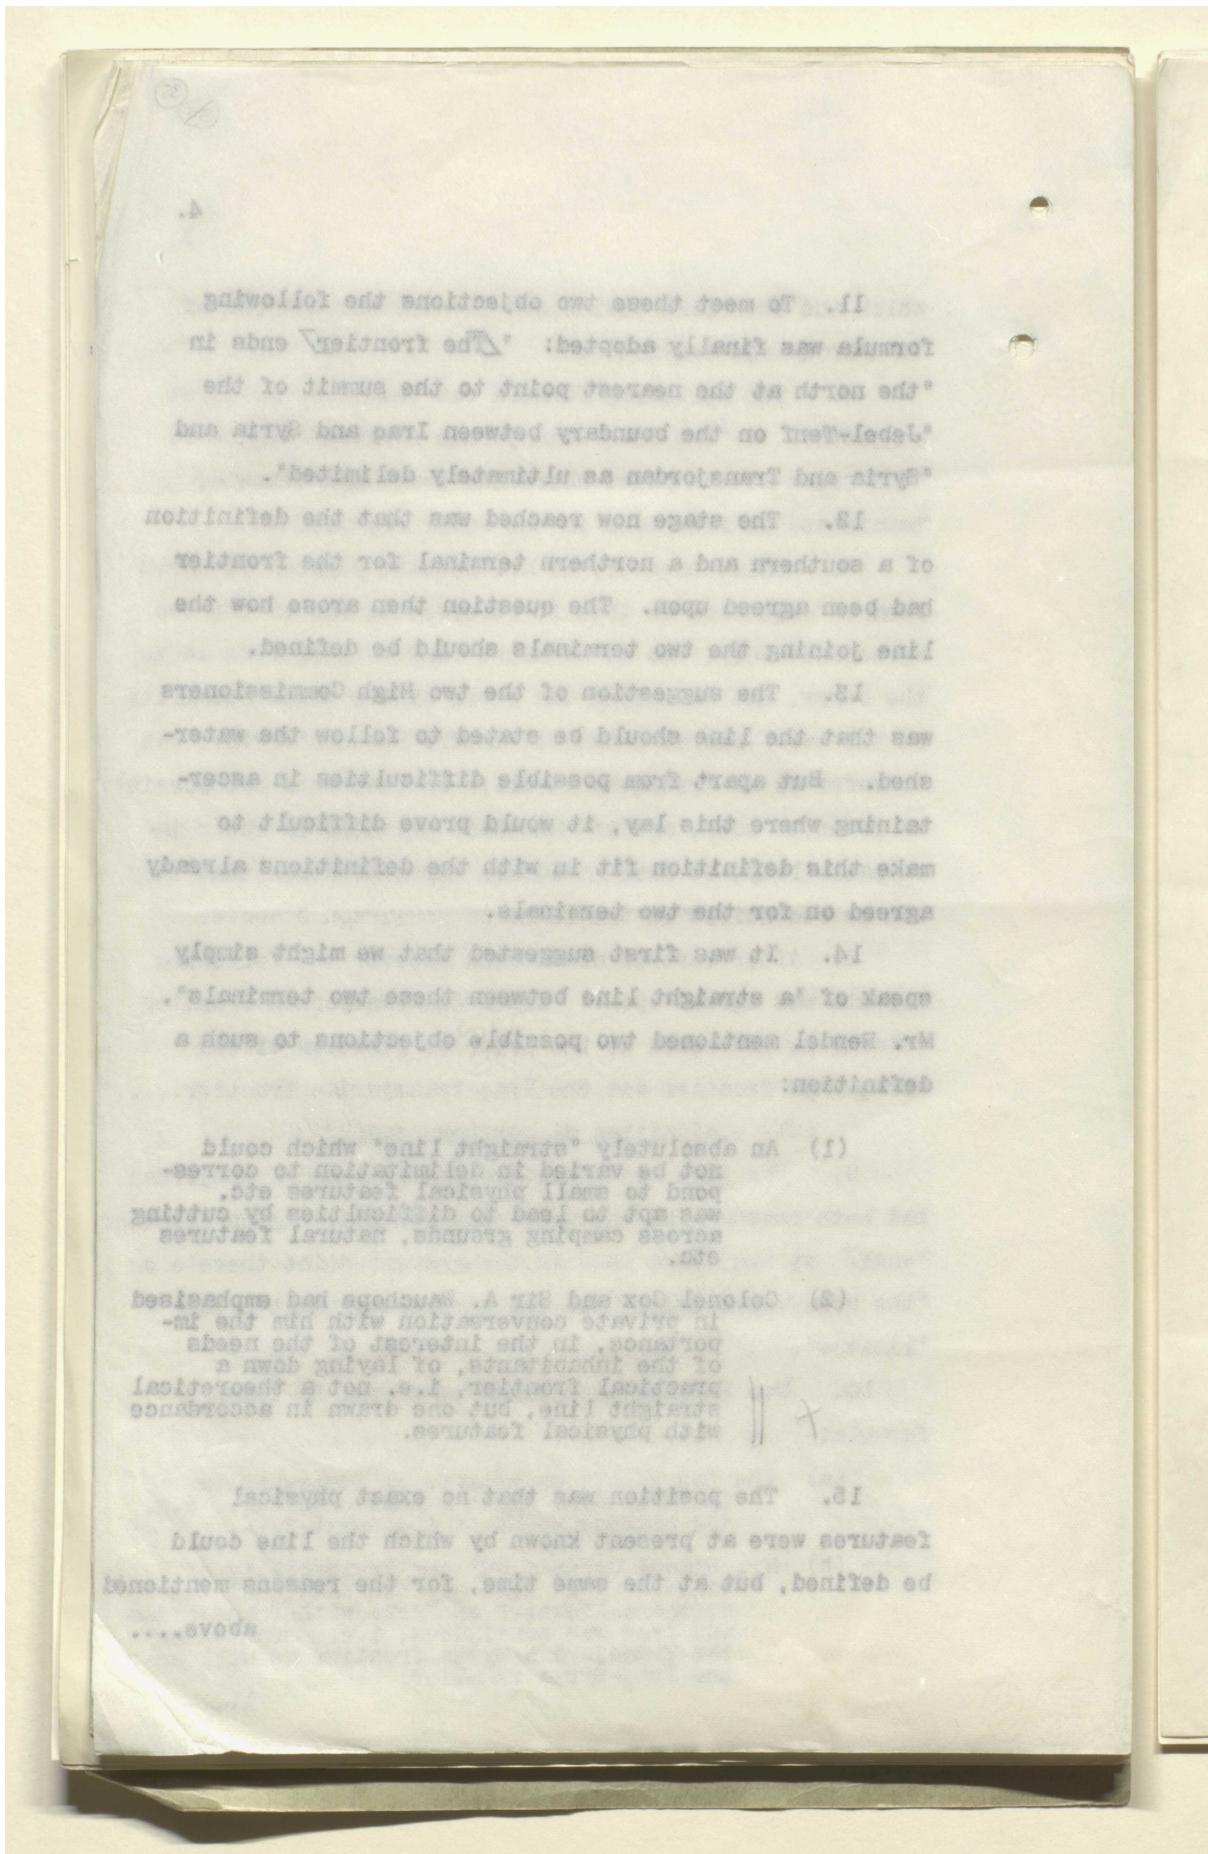 4.
11. To meet these two objections the following
formula was finally adopted: "/The frontier/ ends in
"the north at the nearest point to the summit of the
"Jebel-Tenf on the boundary between Iraq and Syria and
"Syria and Transjordan as ultimately delimited".
12. The stage now reached was that the definition
of a southern and a northern terminal for the frontier
had been agreed upon. The question then arose how the
line joining the two terminals should be defined.
13. The suggestion of the two High Commissioners
was that the line should be stated to follow the water-
shed. But apart from possible difficulties in ascer-
taining where this lay, it would prove difficult to
make this definition fit in with the definitions already
agreed on for the two terminals.
14. It was first suggested that we might simply
speak of "a straight line between these two terminals".
Mr. Rendel mentioned two possible objections to such a
definition:
(1) An absolutely "straight line" which could
not be varied in delimitation to corres-
pond to small physical features etc.
was apt to lead to difficulties by cutting
across camping grounds, natural features
etc.
(2) Colonel Cox and Sir A. Wauchope had emphasised
in private conversation with him the im-
portance, in the interest of the needs
of the inhabitants, of laying down a
practical frontier, i.e. not a theoretical
straight line, but one drawn in accordance
with physical features.
15. The position was that no exact physical
features were at present known by which the line could
be defined, but at the same time, for the reasons mentioned
above....